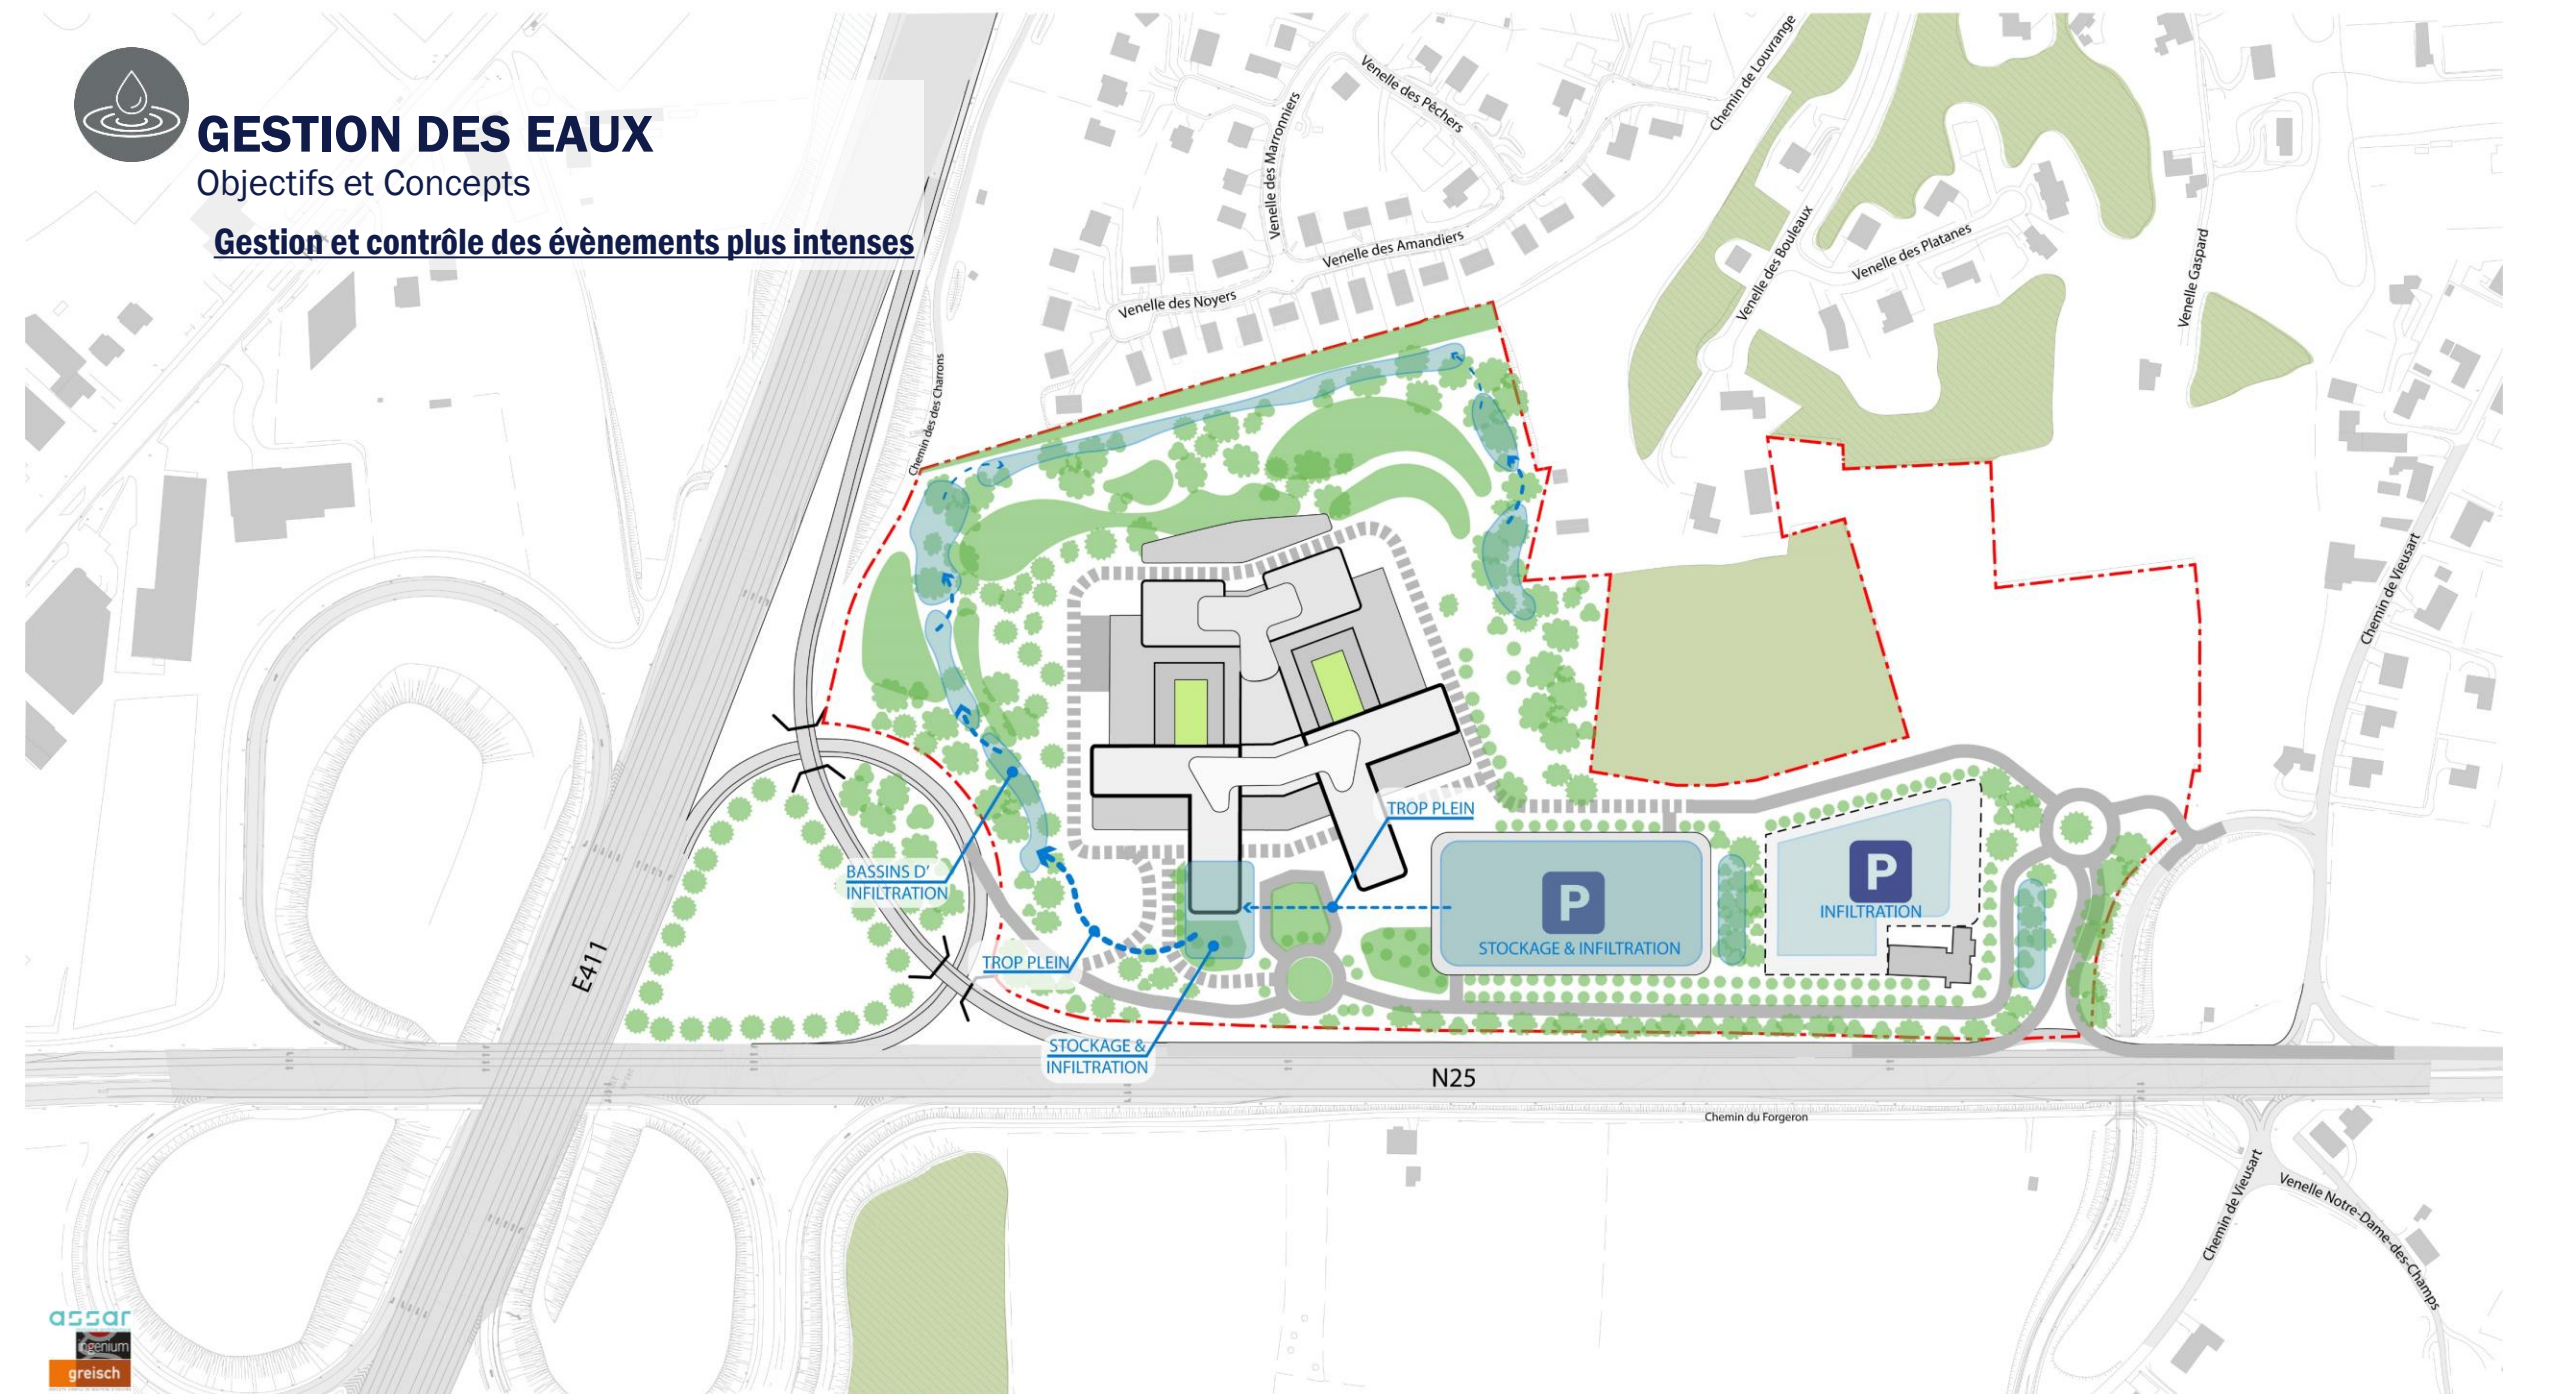 GESTION DES EAUX
Objectifs et Concepts
Gestion et contrôle des évènements plus intenses
Venelle des Pêchers
Chemin de Louvrange
Venelle des Marronniers
Venelle des Amandiers
Venelle des Noyers
Venelle des Bouleaux
Venelle des Platanes
Venelle Gaspard
Chemin des des Charrons
Chemin de Vieusart
TROP PLEIN
BASSINS D'
INFILTRATION
P
STOCKAGE & INFILTRATION
P
INFILTRATION
TROP PLEIN
E411
STOCKAGE &
INFILTRATION
N25
Chemin du Forgeron
Chemin de Vieusart
Venelle Notre-Dame-des-Champs
assar
ingenium
greisch